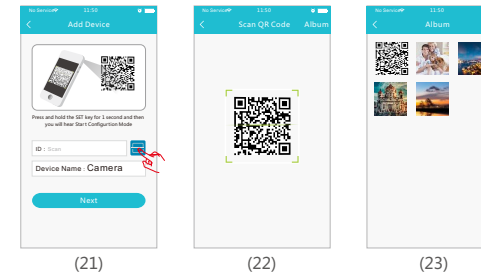 No Service 11:50
Add Device
Press and hold the SET key for 1 second and then
you will hear Start Configurtion Mode
ID : Scan
Device Name : Camera
Next
(21)
No Service 11:50
Scan QR Code Album
(22)
No Service 11:50
Album
(23)